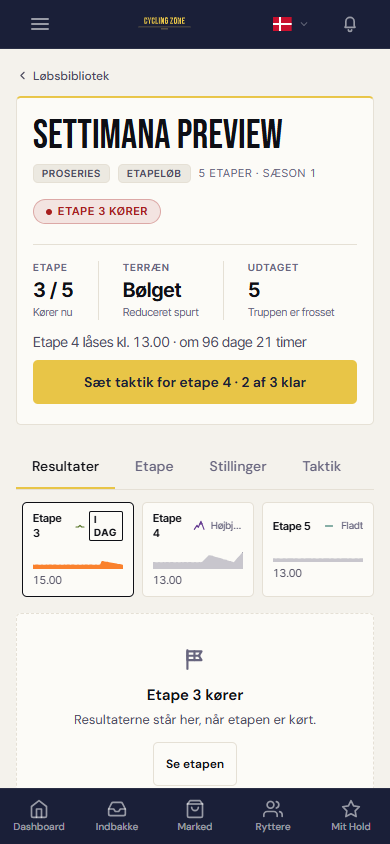 CYCLING ZONE
Løbsbibliotek
SETTIMANA PREVIEW
PROSERIES ETAPELØB 5 ETAPER · SÆSON 1
ETAPE 3 KØRER
ETAPE TERRÆN UDTAGET
3 / 5 Bølget 5
Kører nu Reduceret spurt Truppen er frosset
Etape 4 låses kl. 13.00 · om 96 dage 21 timer
Sæt taktik for etape 4 · 2 af 3 klar
Resultater Etape Stillinger Taktik
Etape 3 I DAG
15.00
Etape 4 Højbj...
13.00
Etape 5 Fladt
13.00
Etape 3 kører
Resultaterne står her, når etapen er kørt.
Se etapen
Dashboard Indbakke Marked Ryttere Mit Hold